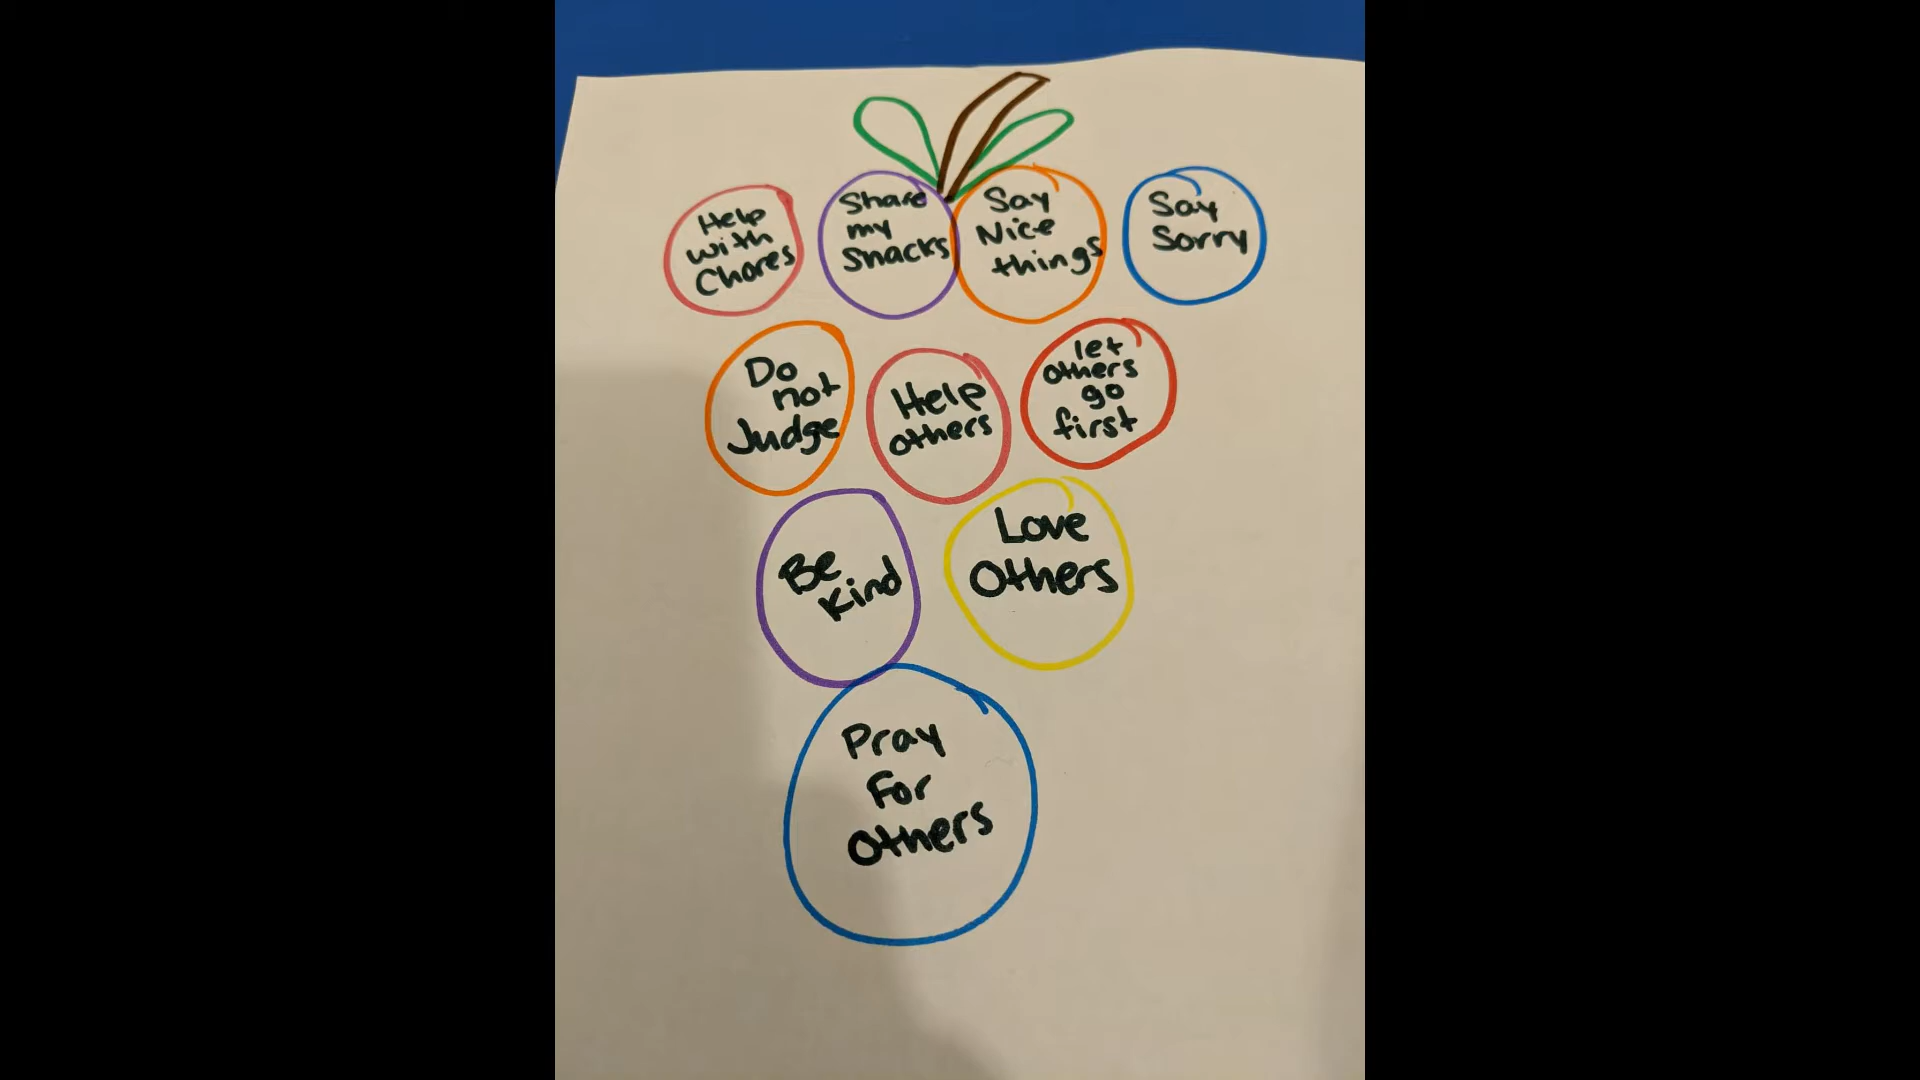 Help
with
Chores
Share
my
Snacks
Say
Nice
things
Say
Sorry
Do
not
Judge
Help
others
let
others
go
first
Be
Kind
Love
Others
Pray
For
Others